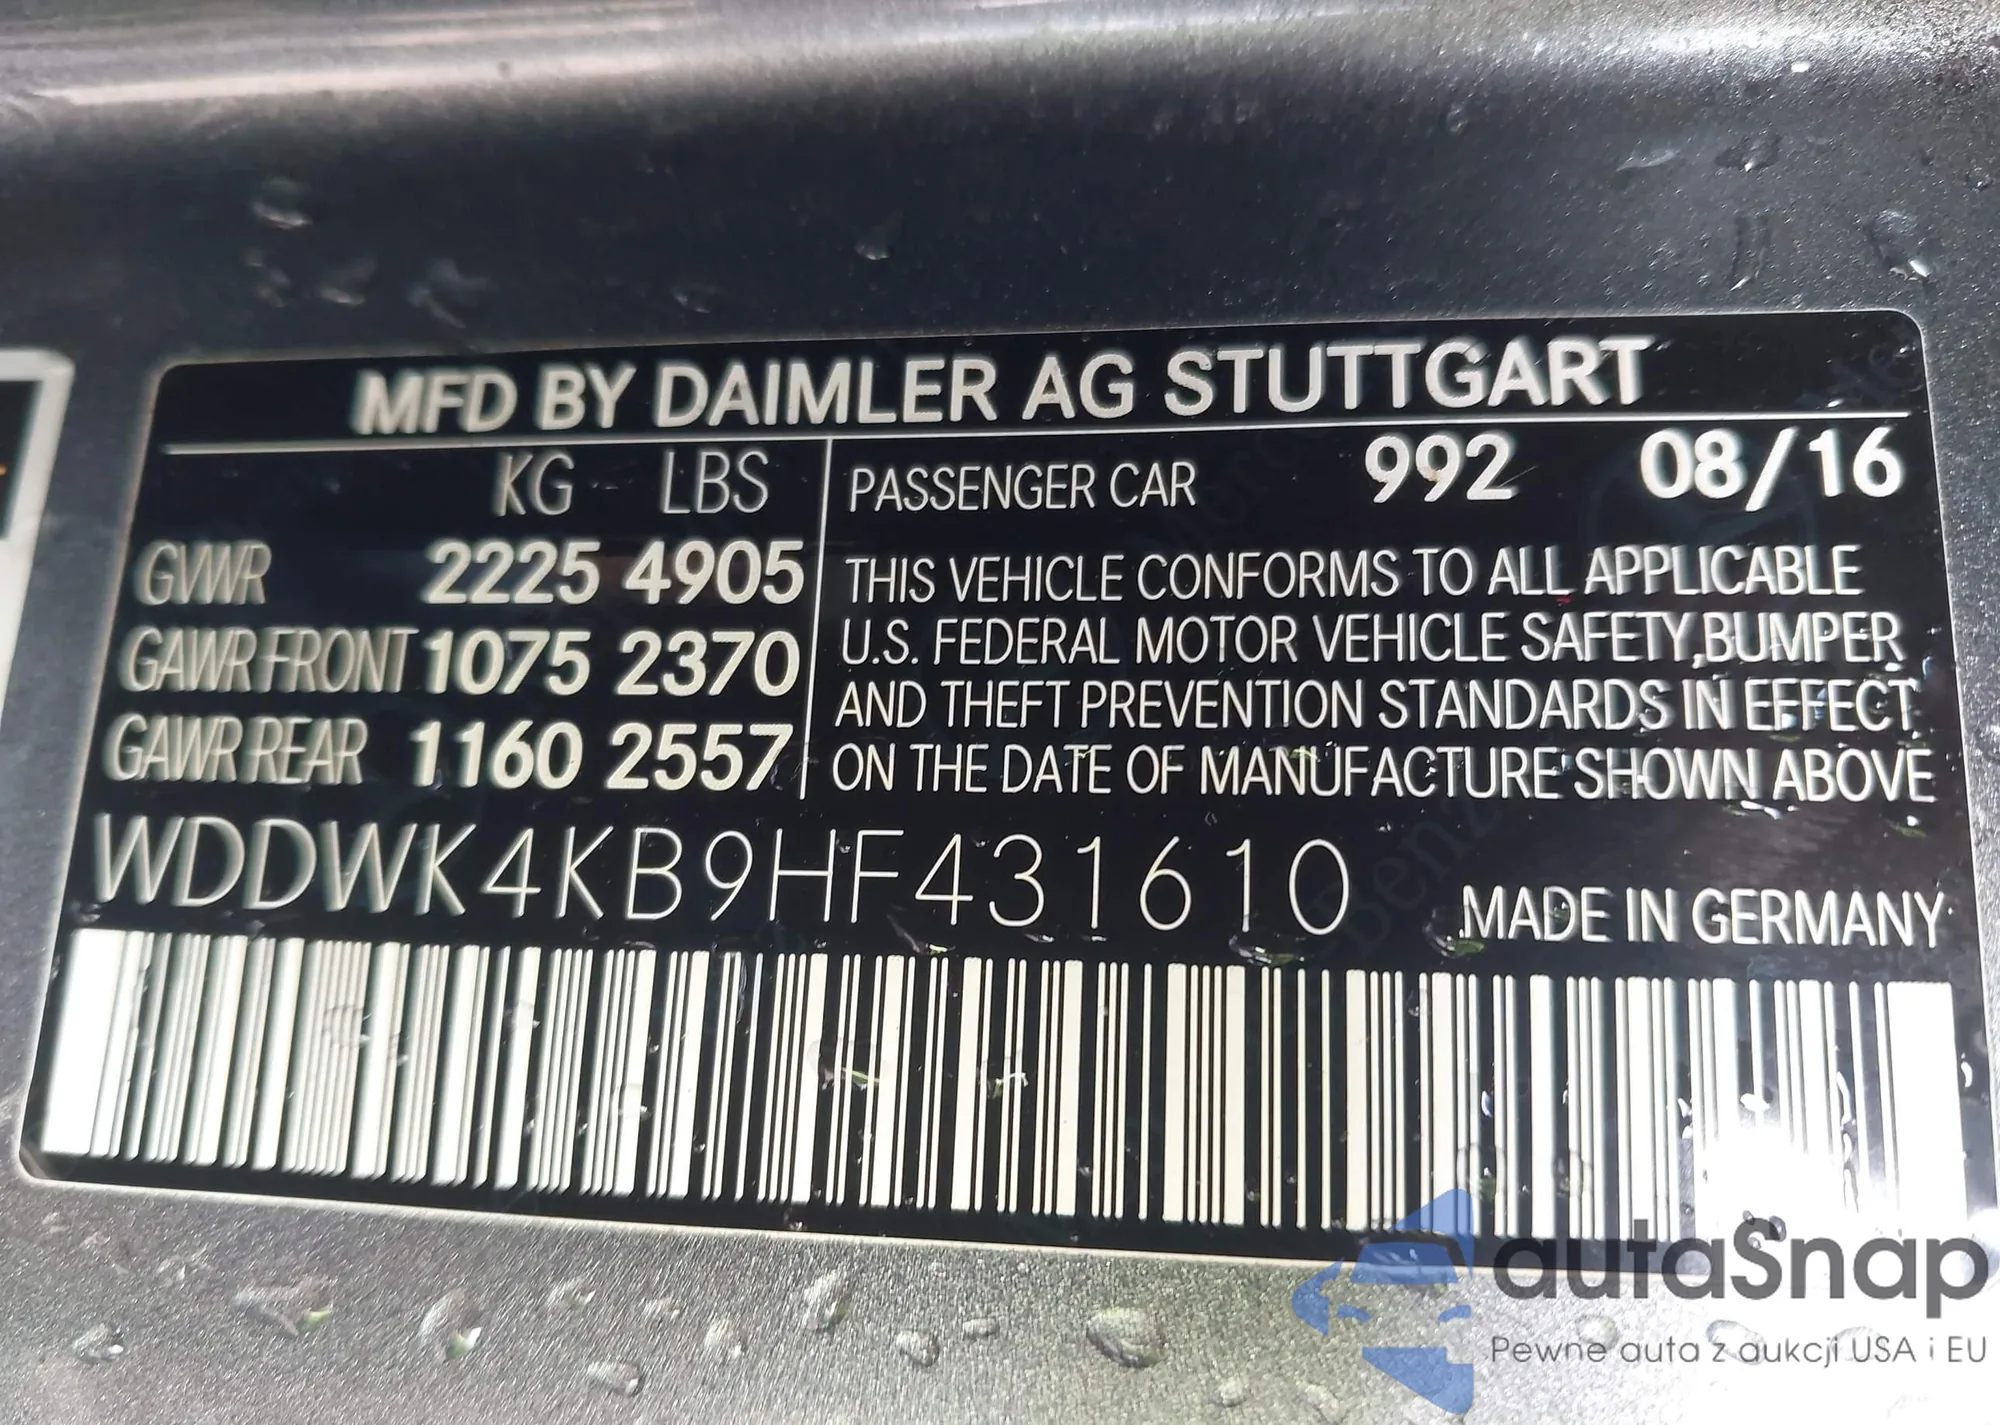 MFD BY DAIMLER AG STUTTGART
KG LBS
PASSENGER CAR 992 08/16
GVWR 2225 4905
GAWR FRONT 1075 2370
GAWR REAR 1160 2557
THIS VEHICLE CONFORMS TO ALL APPLICABLE
U.S. FEDERAL MOTOR VEHICLE SAFETY,BUMPER
AND THEFT PREVENTION STANDARDS IN EFFECT
ON THE DATE OF MANUFACTURE SHOWN ABOVE
WDDWK4KB9HF431610
MADE IN GERMANY
autaSnap
Pewne auta z aukcji USA i EU